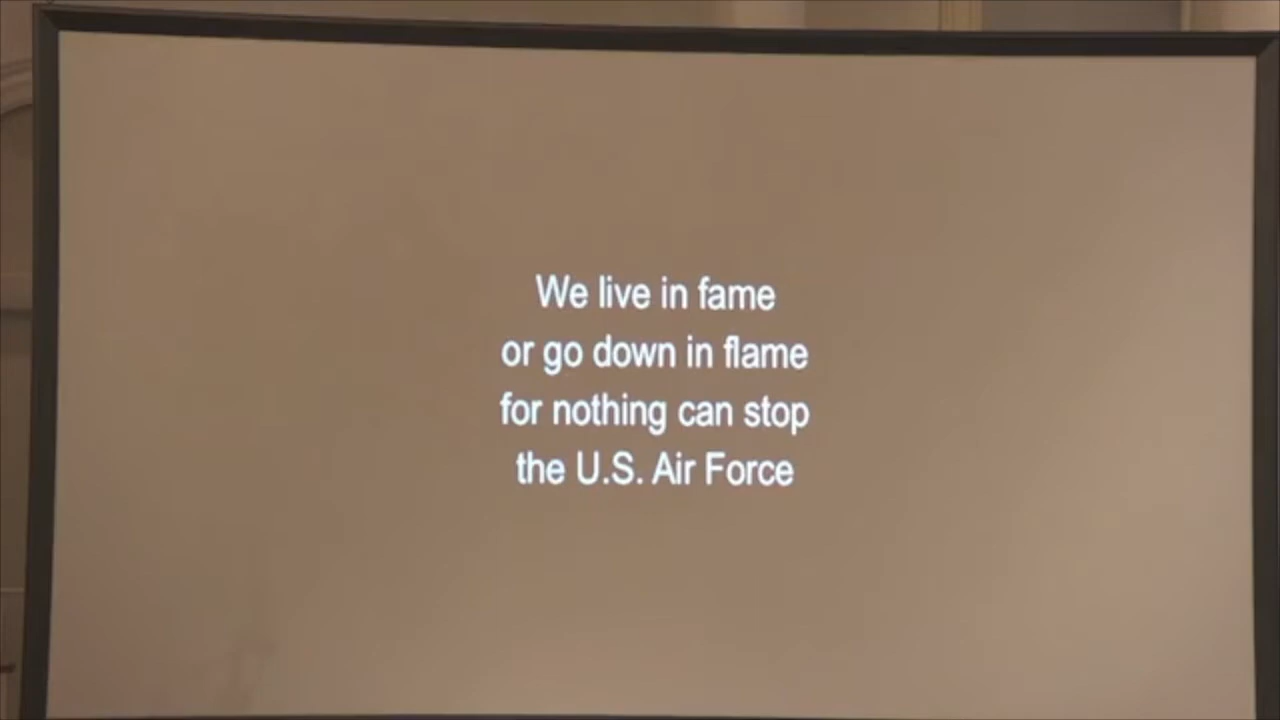 We live in fame
or go down in flame
for nothing can stop
the U.S. Air Force